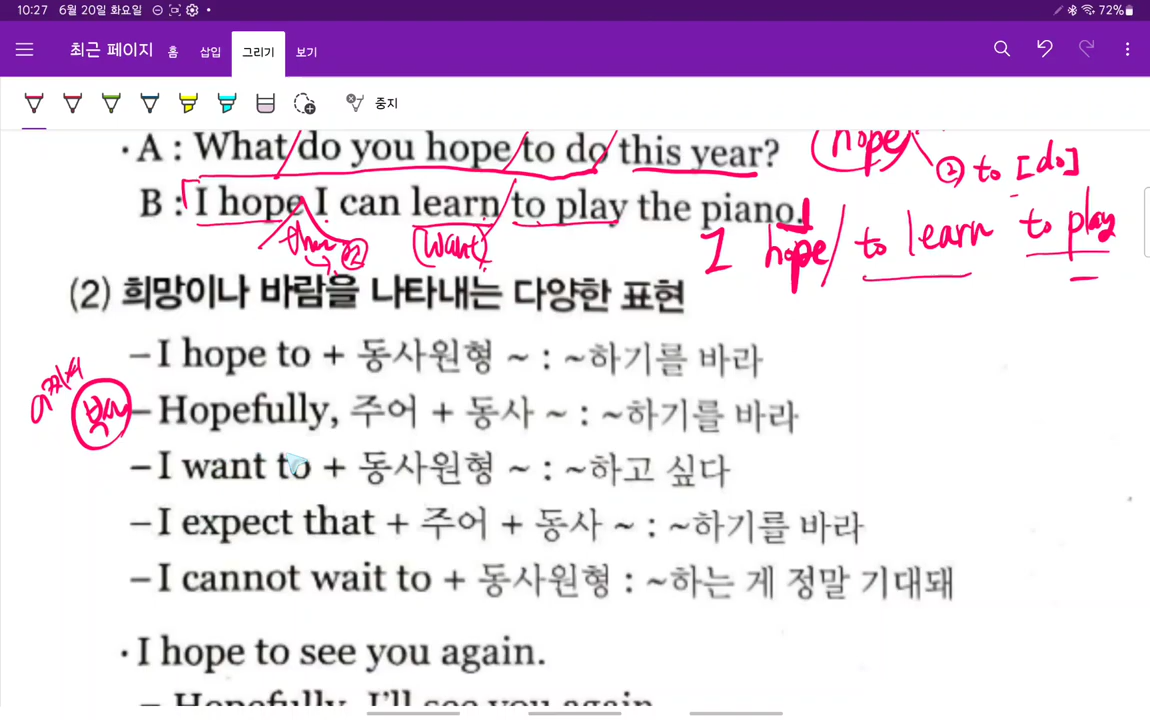 10:27 6월 20일 화요일 72%
최근 페이지 홈 삽입 그리기 보기
중지
· A : What do you hope to do this year? hope
② to [do]
B : I hope I can learn to play the piano.
want I hope to learn to play
(2) 희망이나 바람을 나타내는 다양한 표현
– I hope to + 동사원형 ~ : ~하기를 바라
– Hopefully, 주어 + 동사 ~ : ~하기를 바라
– I want to + 동사원형 ~ : ~하고 싶다
– I expect that + 주어 + 동사 ~ : ~하기를 바라
– I cannot wait to + 동사원형 : ~하는 게 정말 기대돼
· I hope to see you again.
– Hopefully, I'll see you again.